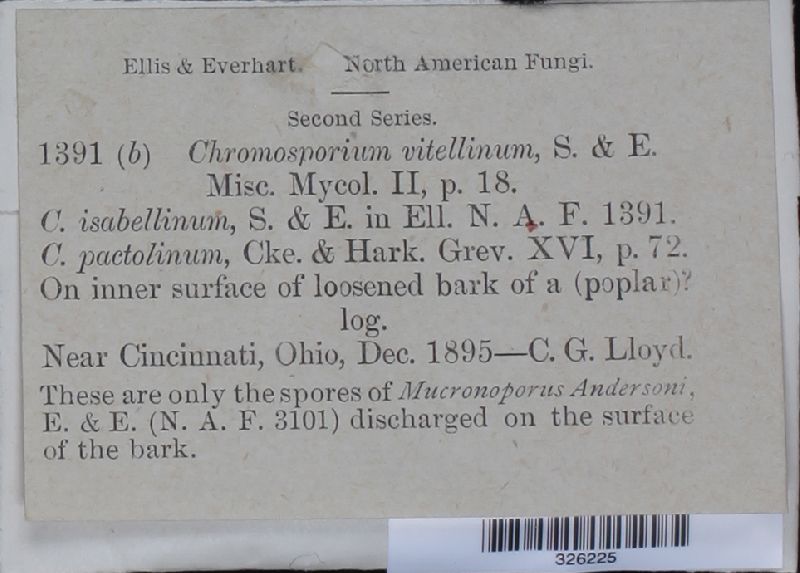 Ellis & Everhart. North American Fungi.
Second Series.
1391 (b) Chromosporium vitellinum, S. & E.
Misc. Mycol. II, p. 18.
C. isabellinum, S. & E. in Ell. N. A. F. 1391.
C. pactolinum, Cke. & Hark. Grev. XVI, p. 72.
On inner surface of loosened bark of a (poplar)?
log.
Near Cincinnati, Ohio, Dec. 1895—C. G. Lloyd.
These are only the spores of Mucronoporus Andersoni,
E. & E. (N. A. F. 3101) discharged on the surface
of the bark.
326225